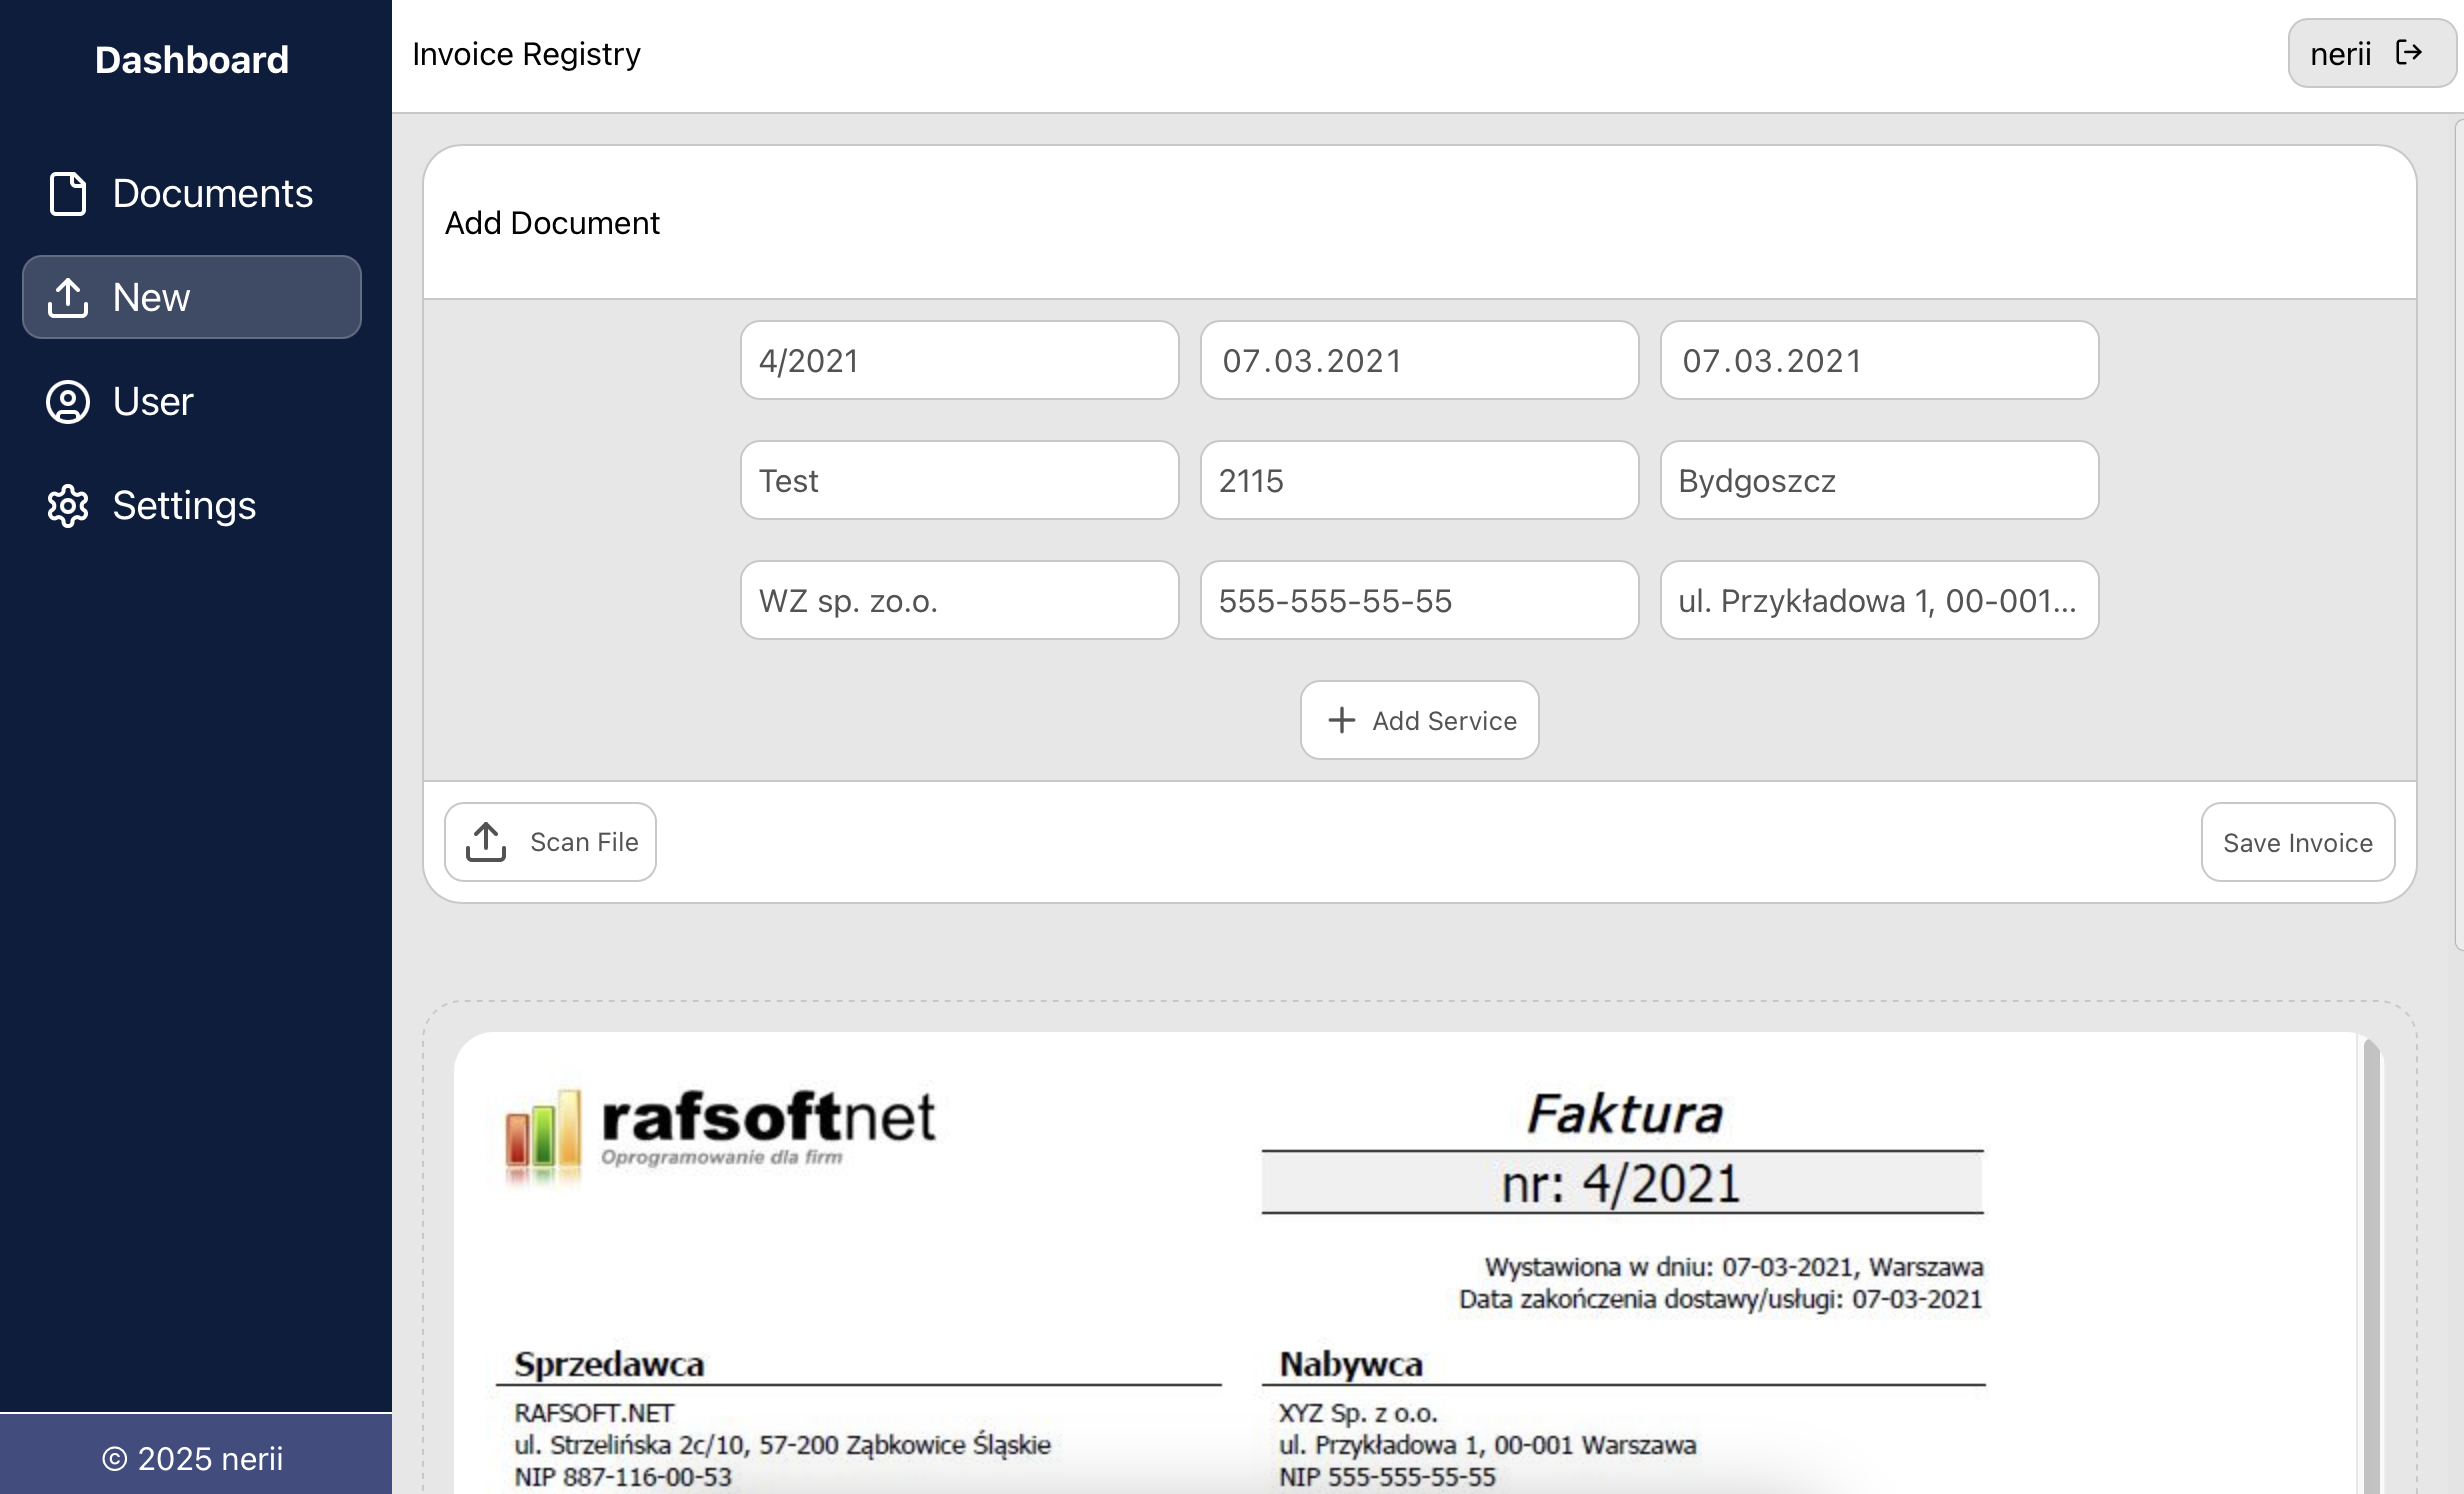 Dashboard
Documents
New
User
Settings
© 2025 nerii
Invoice Registry
nerii
Add Document
4/2021
07.03.2021
07.03.2021
Test
2115
Bydgoszcz
WZ sp. zo.o.
555-555-55-55
ul. Przykładowa 1, 00-001...
Add Service
Scan File
Save Invoice
rafsoftnet
Oprogramowanie dla firm
Faktura
nr: 4/2021
Wystawiona w dniu: 07-03-2021, Warszawa
Data zakończenia dostawy/usługi: 07-03-2021
Sprzedawca
RAFSOFT.NET
ul. Strzelińska 2c/10, 57-200 Ząbkowice Śląskie
NIP 887-116-00-53
Nabywca
XYZ Sp. z o.o.
ul. Przykładowa 1, 00-001 Warszawa
NIP 555-555-55-55